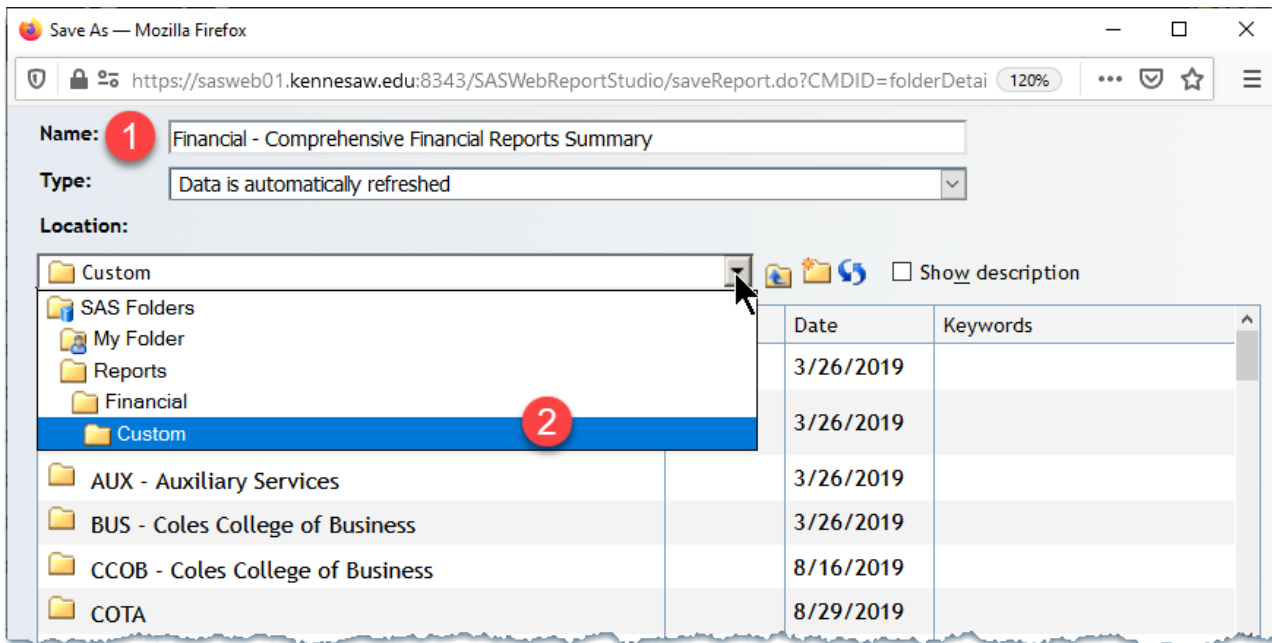 Save As — Mozilla Firefox
https://sasweb01.kennesaw.edu:8343/SASWebReportStudio/saveReport.do?CMDID=folderDetai 120%
Name: 1 Financial - Comprehensive Financial Reports Summary
Type: Data is automatically refreshed
Location:
Custom Show description
SAS Folders
My Folder
Reports
Financial
Custom 2
Date Keywords
3/26/2019
3/26/2019
AUX - Auxiliary Services 3/26/2019
BUS - Coles College of Business 3/26/2019
CCOB - Coles College of Business 8/16/2019
COTA 8/29/2019